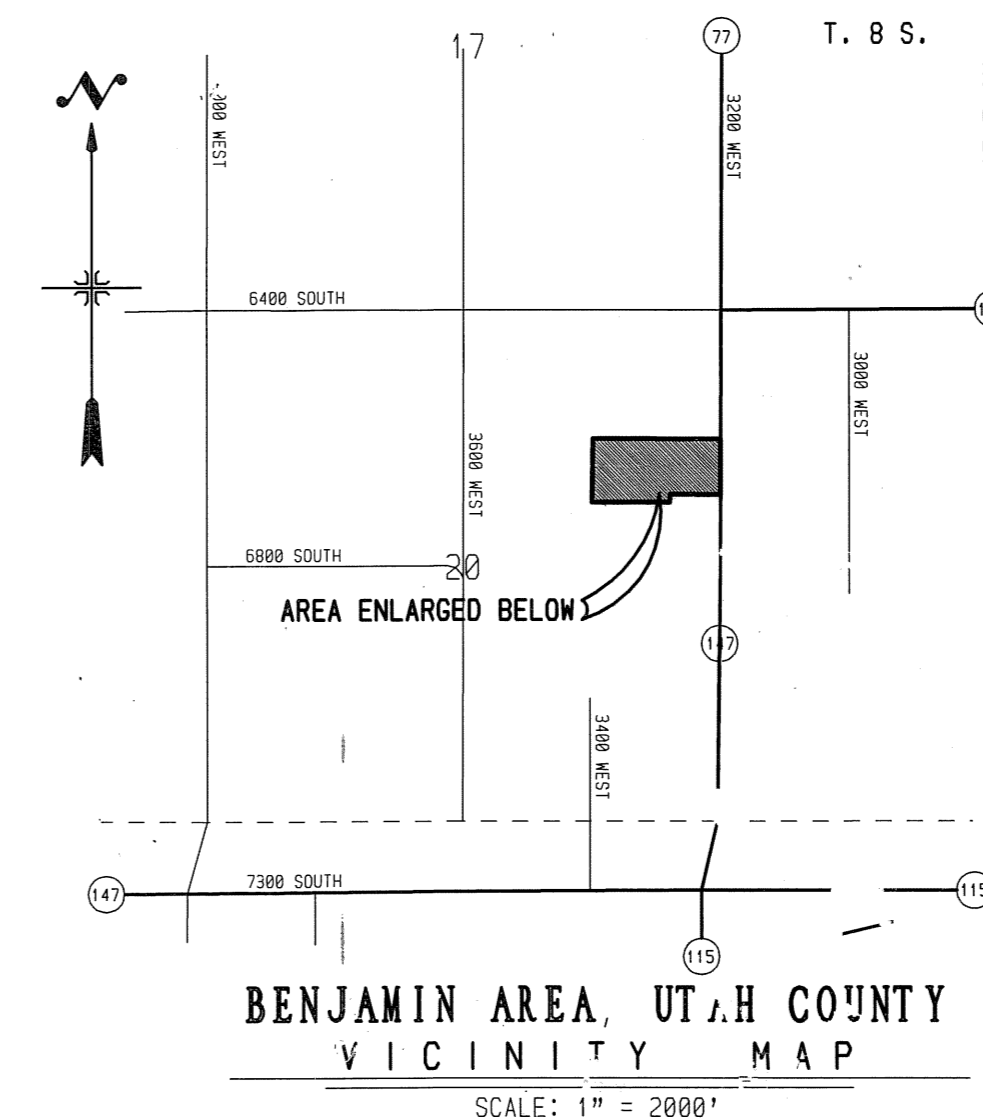 17
77
T. 8 S.
WEST
3200 WEST
6400 SOUTH
3000 WEST
3600 WEST
6800 SOUTH
20
AREA ENLARGED BELOW
147
3400 WEST
7300 SOUTH
147
115
115
BENJAMIN AREA, UTAH COUNTY
VICINITY MAP
SCALE: 1" = 2000'